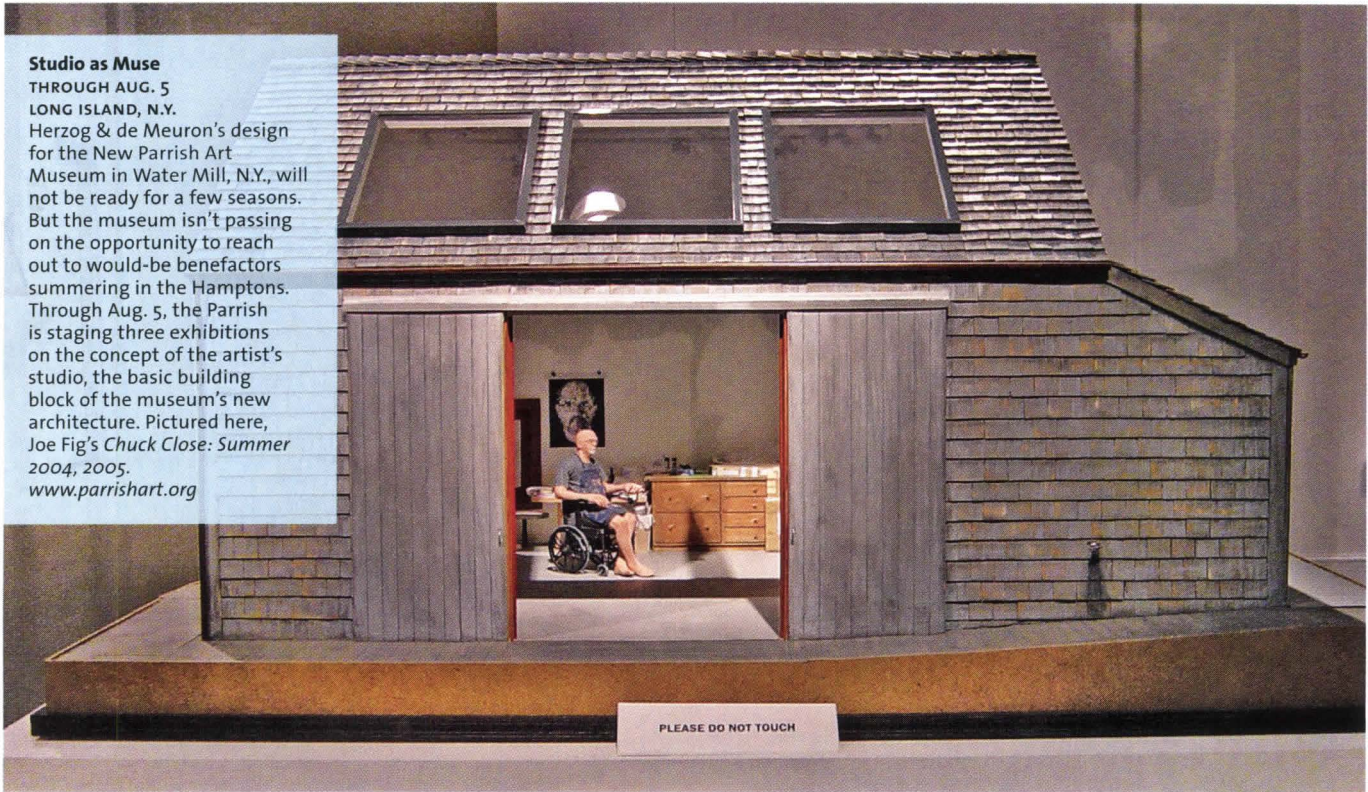 Studio as Muse
THROUGH AUG. 5
LONG ISLAND, N.Y.
Herzog & de Meuron's design
for the New Parrish Art
Museum in Water Mill, N.Y., will
not be ready for a few seasons.
But the museum isn't passing
on the opportunity to reach
out to would-be benefactors
summering in the Hamptons.
Through Aug. 5, the Parrish
is staging three exhibitions
on the concept of the artist's
studio, the basic building
block of the museum's new
architecture. Pictured here,
Joe Fig's Chuck Close: Summer
2004, 2005.
www.parrishart.org
PLEASE DO NOT TOUCH